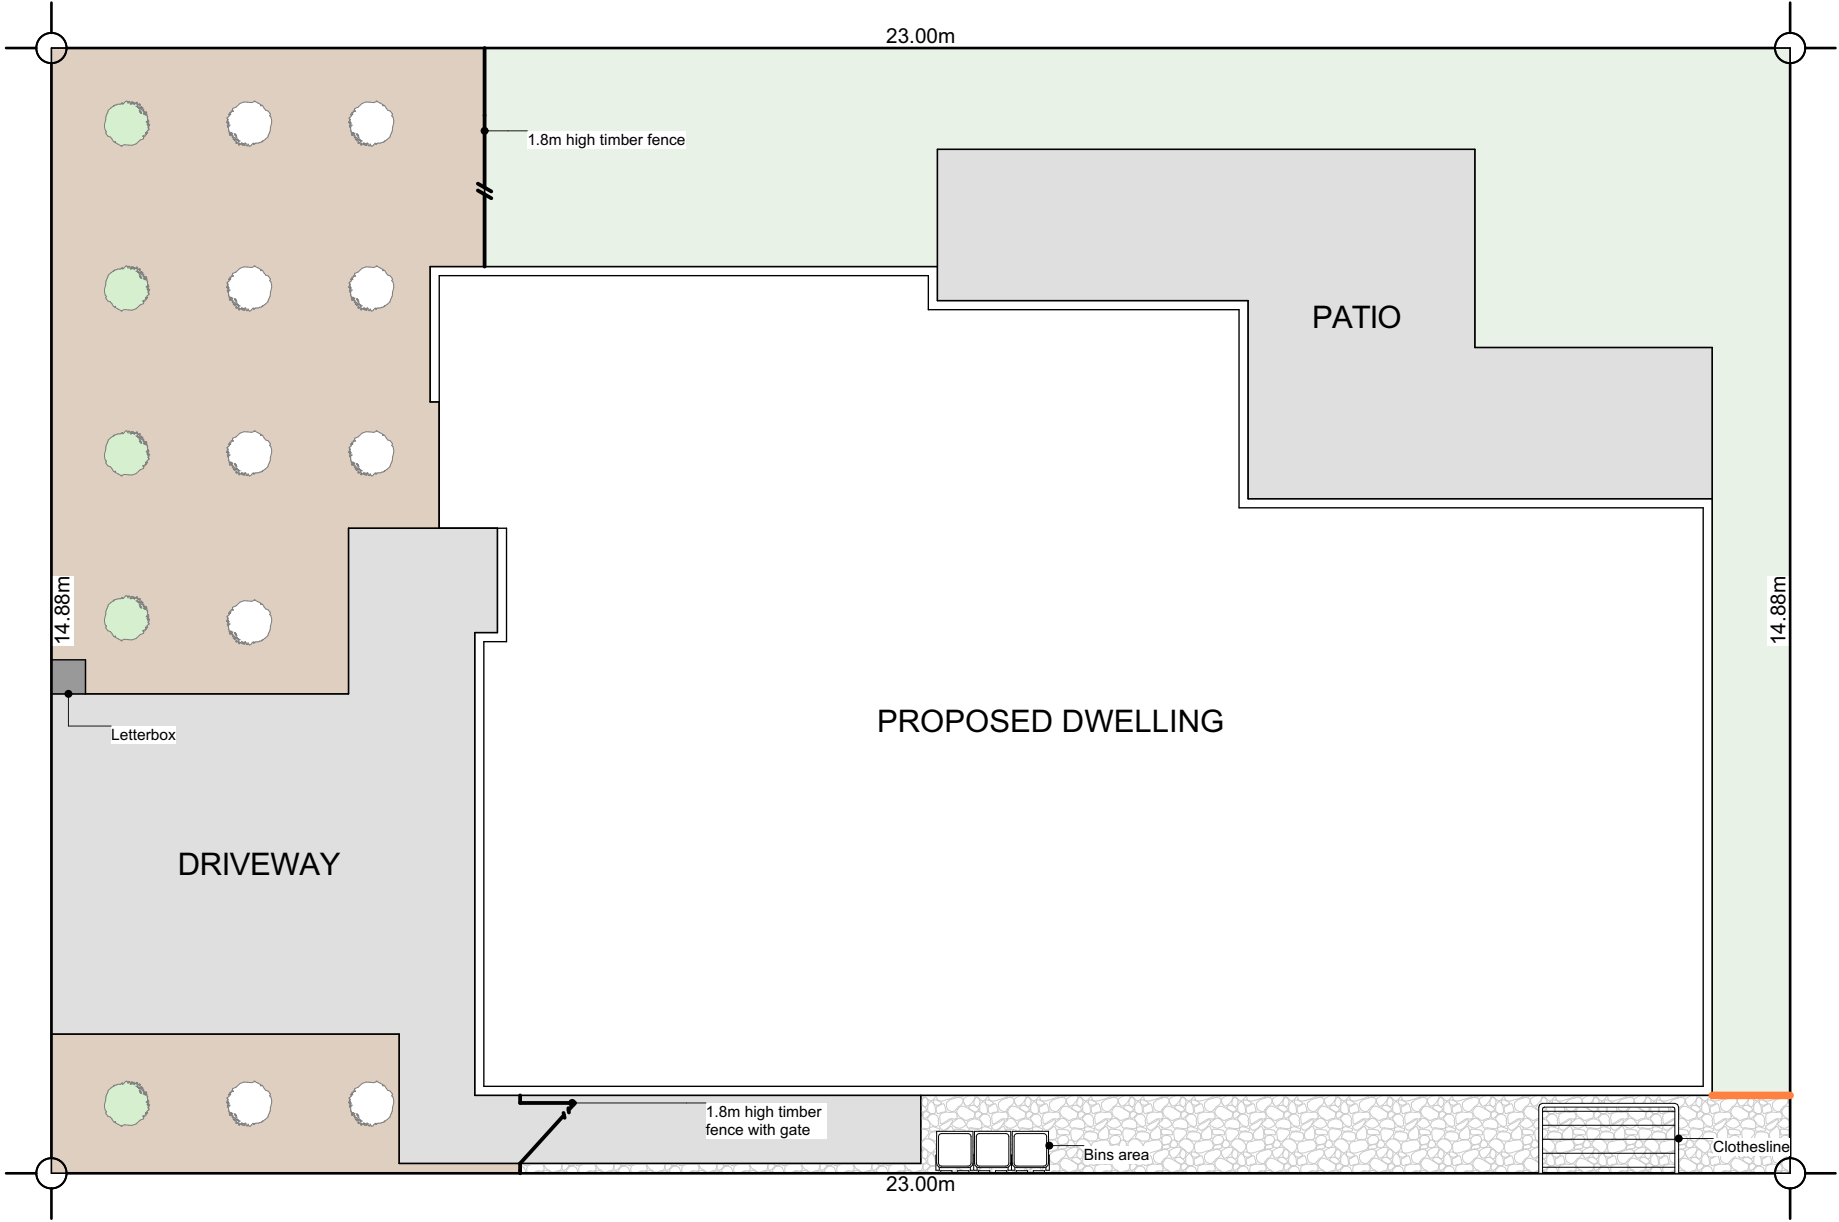 23.00m
1.8m high timber fence
PATIO
14.88m
14.88m
PROPOSED DWELLING
Letterbox
DRIVEWAY
1.8m high timber
fence with gate
Bins area
Clothesline
23.00m